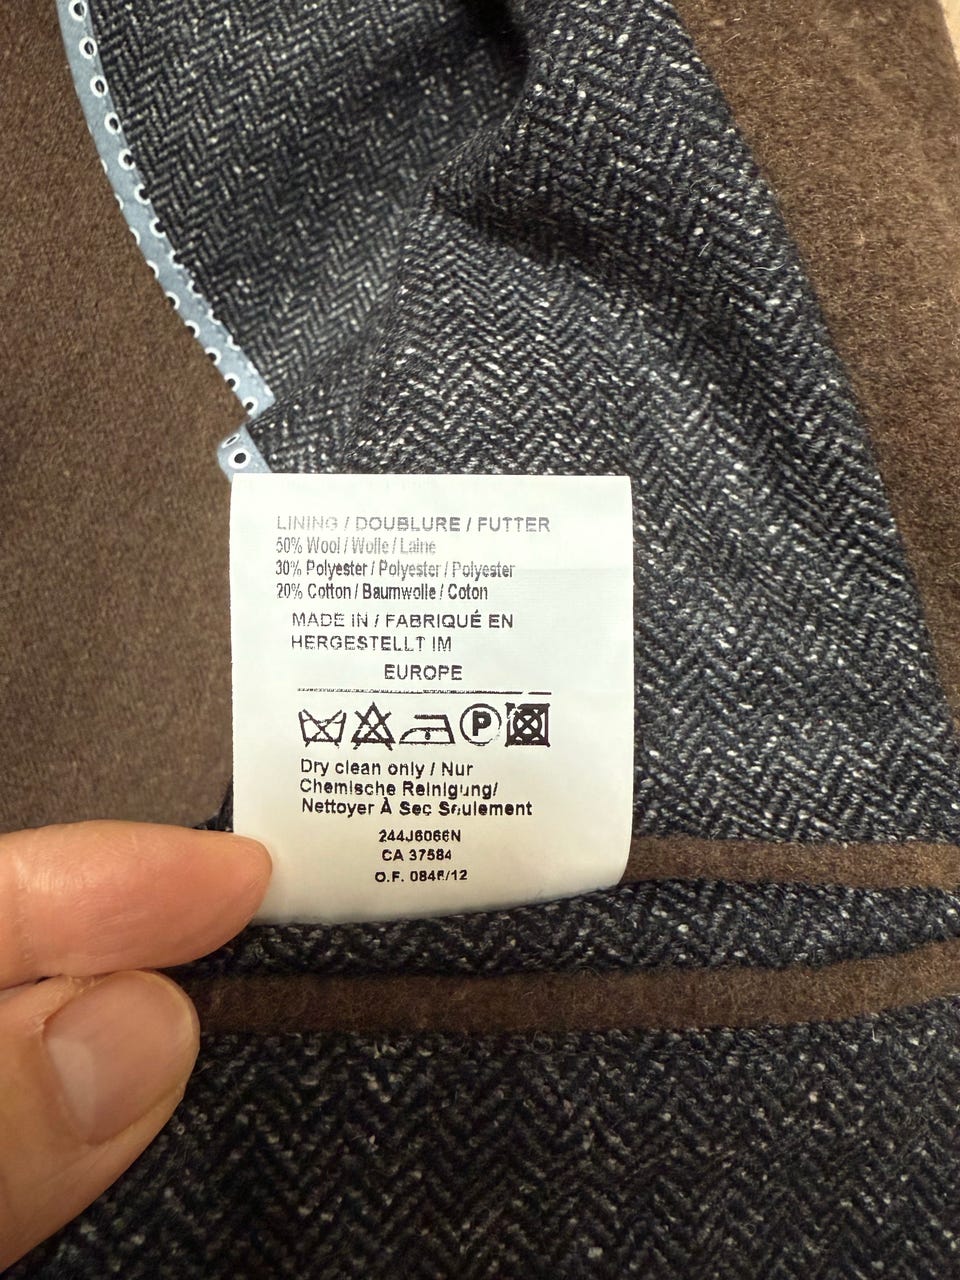 LINING / DOUBLURE / FUTTER
50% Wool / Wolle / Laine
30% Polyester / Polyester / Polyester
20% Cotton / Baumwolle / Coton
MADE IN / FABRIQUÉ EN
HERGESTELLT IM
EUROPE
P
Dry clean only / Nur
Chemische Reinigung/
Nettoyer À Sec Seulement
244J6066N
CA 37584
O.F.